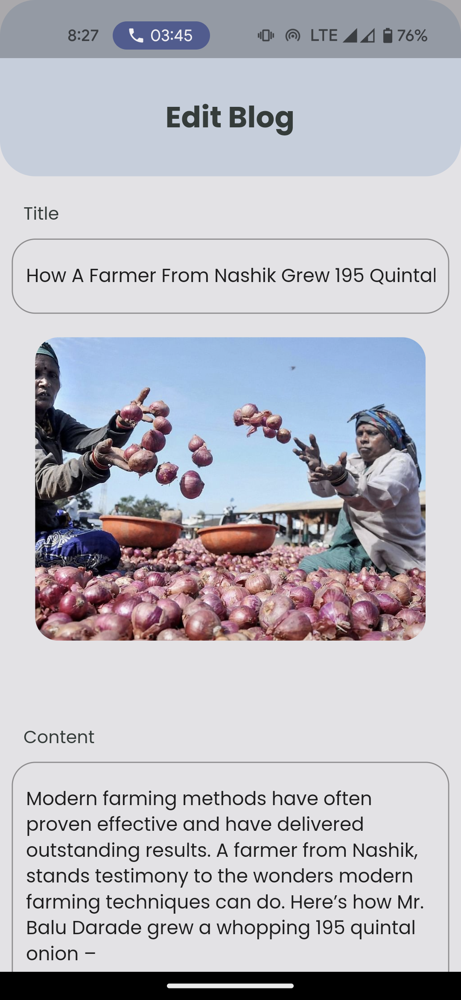 8:27 03:45 LTE 76%
Edit Blog
Title
How A Farmer From Nashik Grew 195 Quintal
Content
Modern farming methods have often
proven effective and have delivered
outstanding results. A farmer from Nashik,
stands testimony to the wonders modern
farming techniques can do. Here’s how Mr.
Balu Darade grew a whopping 195 quintal
onion –